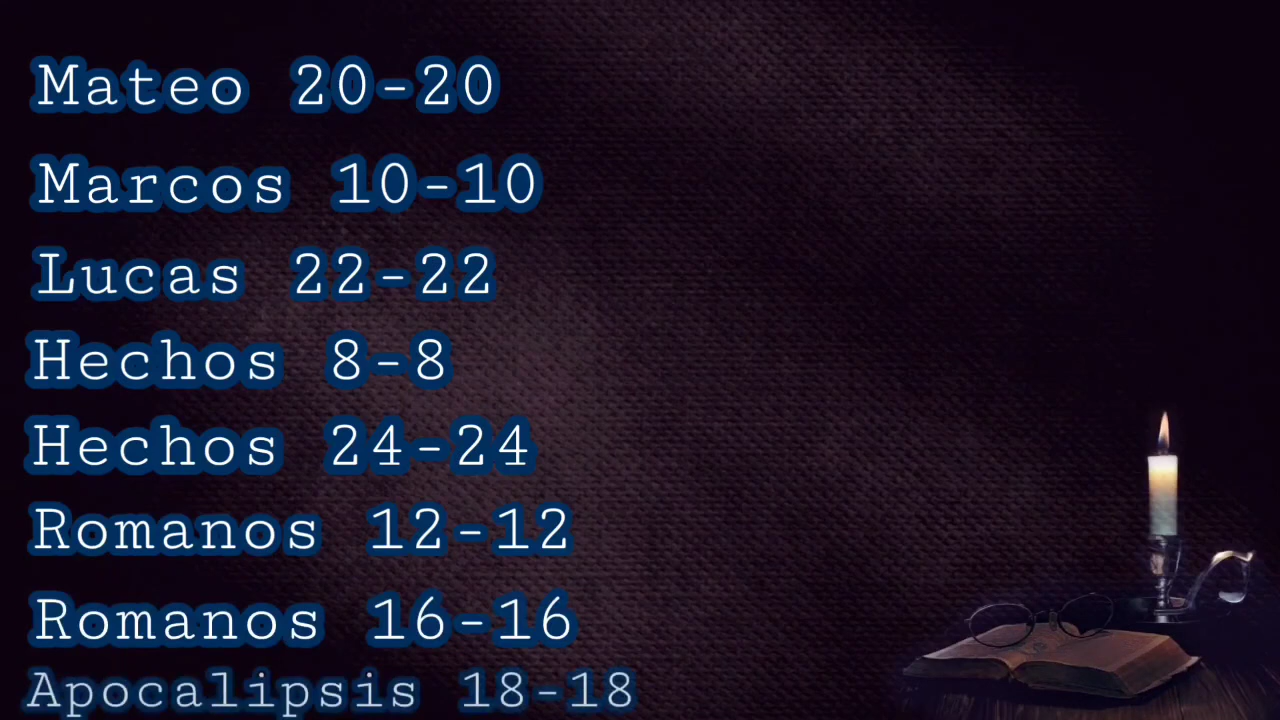 Mateo 20-20
Marcos 10-10
Lucas 22-22
Hechos 8-8
Hechos 24-24
Romanos 12-12
Romanos 16-16
Apocalipsis 18-18